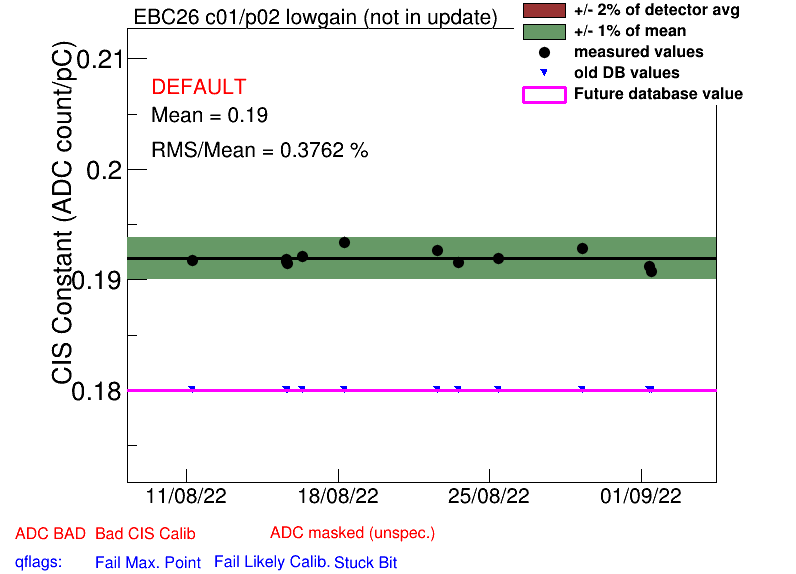 EBC26 c01/p02 lowgain (not in update)
+/- 2% of detector avg
+/- 1% of mean
measured values
old DB values
Future database value
DEFAULT
Mean = 0.19
RMS/Mean = 0.3762 %
CIS Constant (ADC count/pC)
0.21
0.2
0.19
0.18
11/08/22 18/08/22 25/08/22 01/09/22
ADC BAD Bad CIS Calib ADC masked (unspec.)
qflags: Fail Max. Point Fail Likely Calib. Stuck Bit